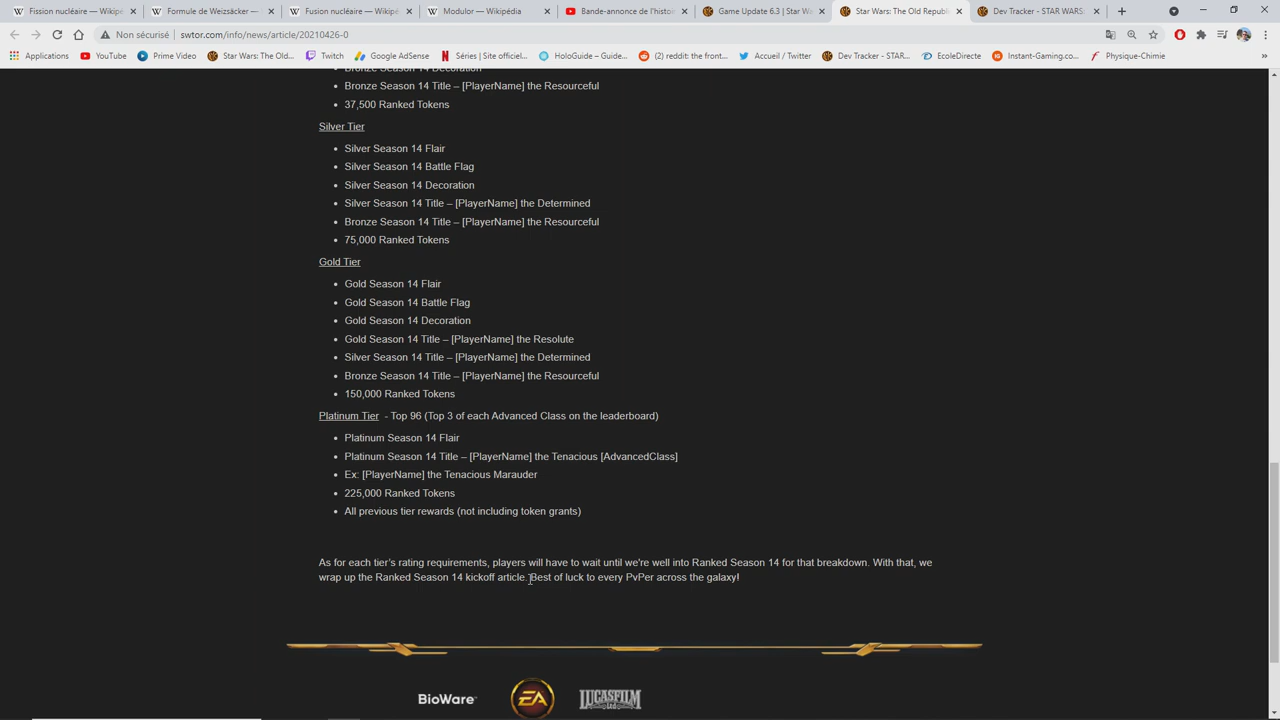 Fission nucléaire — Wikipé
Formule de Weizsäcker — W
Fusion nucléaire — Wikipé
Modulor — Wikipédia
Bande-annonce de l'histoi
Game Update 6.3 | Star Wa
Star Wars: The Old Republi
Dev Tracker - STAR WARS:
Non sécurisé
swtor.com/info/news/article/20210426-0
Applications
YouTube
Prime Video
Star Wars: The Old...
Twitch
Google AdSense
Séries | Site officiel...
HoloGuide – Guide...
(2) reddit: the front...
Accueil / Twitter
Dev Tracker - STAR...
EcoleDirecte
Instant-Gaming.co...
Physique-Chimie
»
Bronze Season 14 Decoration
• Bronze Season 14 Title – [PlayerName] the Resourceful
• 37,500 Ranked Tokens
Silver Tier
• Silver Season 14 Flair
• Silver Season 14 Battle Flag
• Silver Season 14 Decoration
• Silver Season 14 Title – [PlayerName] the Determined
• Bronze Season 14 Title – [PlayerName] the Resourceful
• 75,000 Ranked Tokens
Gold Tier
• Gold Season 14 Flair
• Gold Season 14 Battle Flag
• Gold Season 14 Decoration
• Gold Season 14 Title – [PlayerName] the Resolute
• Silver Season 14 Title – [PlayerName] the Determined
• Bronze Season 14 Title – [PlayerName] the Resourceful
• 150,000 Ranked Tokens
Platinum Tier - Top 96 (Top 3 of each Advanced Class on the leaderboard)
• Platinum Season 14 Flair
• Platinum Season 14 Title – [PlayerName] the Tenacious [AdvancedClass]
• Ex: [PlayerName] the Tenacious Marauder
• 225,000 Ranked Tokens
• All previous tier rewards (not including token grants)
As for each tier's rating requirements, players will have to wait until we're well into Ranked Season 14 for that breakdown. With that, we
wrap up the Ranked Season 14 kickoff article. Best of luck to every PvPer across the galaxy!
BioWare
EA
LUCASFILM
Ltd.